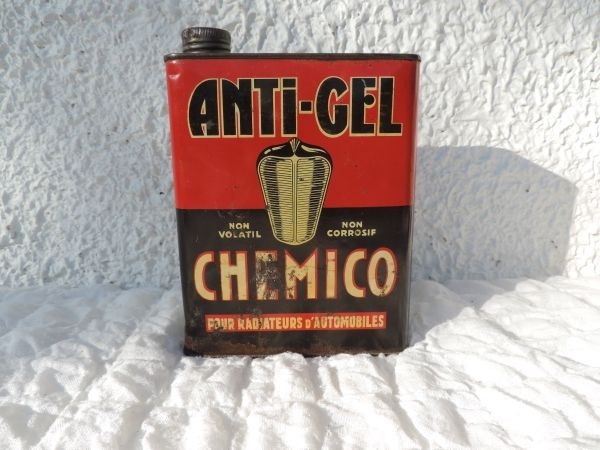 ANTi-GEL
NON VOLATIL
NON CORROSIF
CHEMiCO
POUR RADIATEURS D'AUTOMOBILES